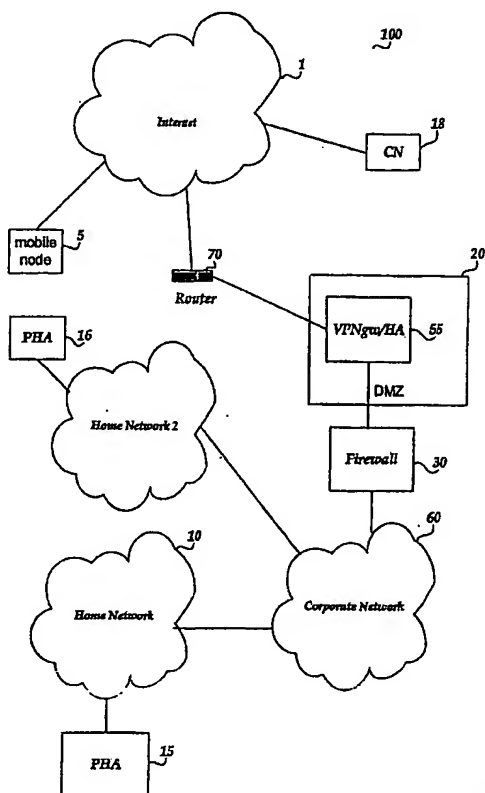 1
100
Internet
18
CN
5
mobile
node
70
Router
20
VPNgw/HA
55
DMZ
PHA
16
Home Network 2
Firewall
30
60
10
Home Network
Corporate Network
15
PHA